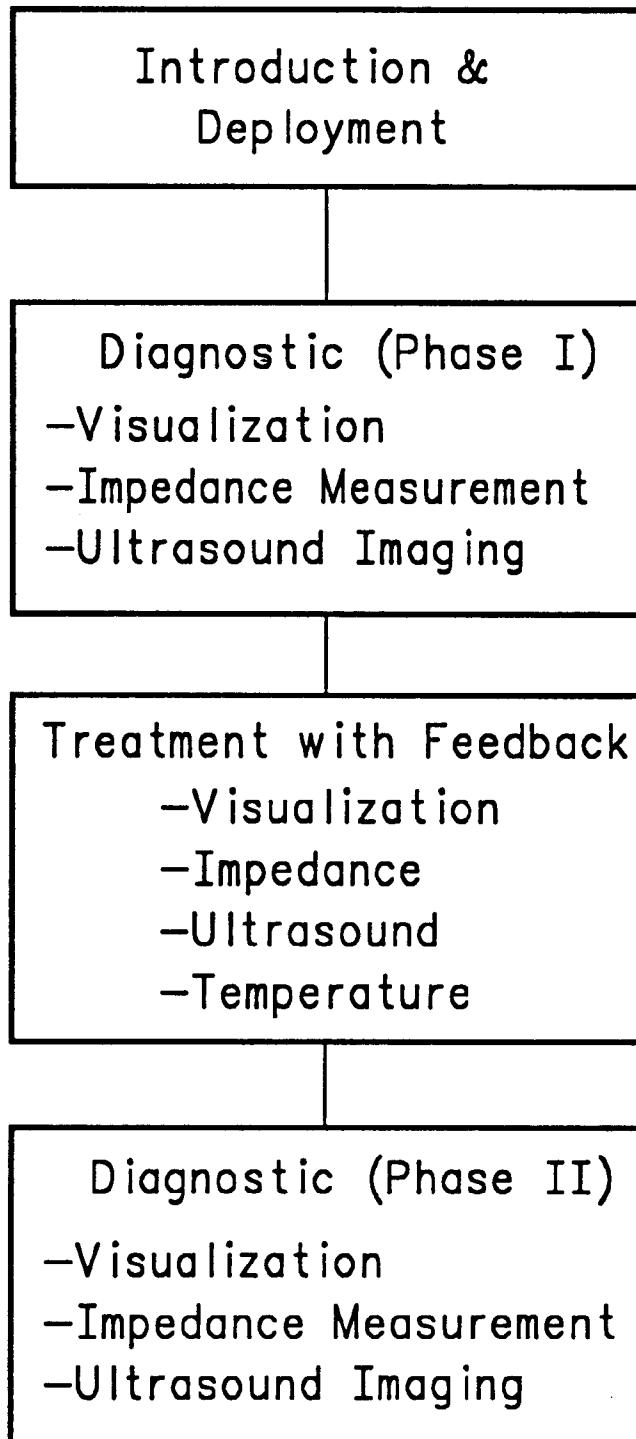 Introduction &
Deployment
Diagnostic (Phase I)
—Visualization
—Impedance Measurement
—Ultrasound Imaging
Treatment with Feedback
—Visualization
—Impedance
—Ultrasound
—Temperature
Diagnostic (Phase II)
—Visualization
—Impedance Measurement
—Ultrasound Imaging